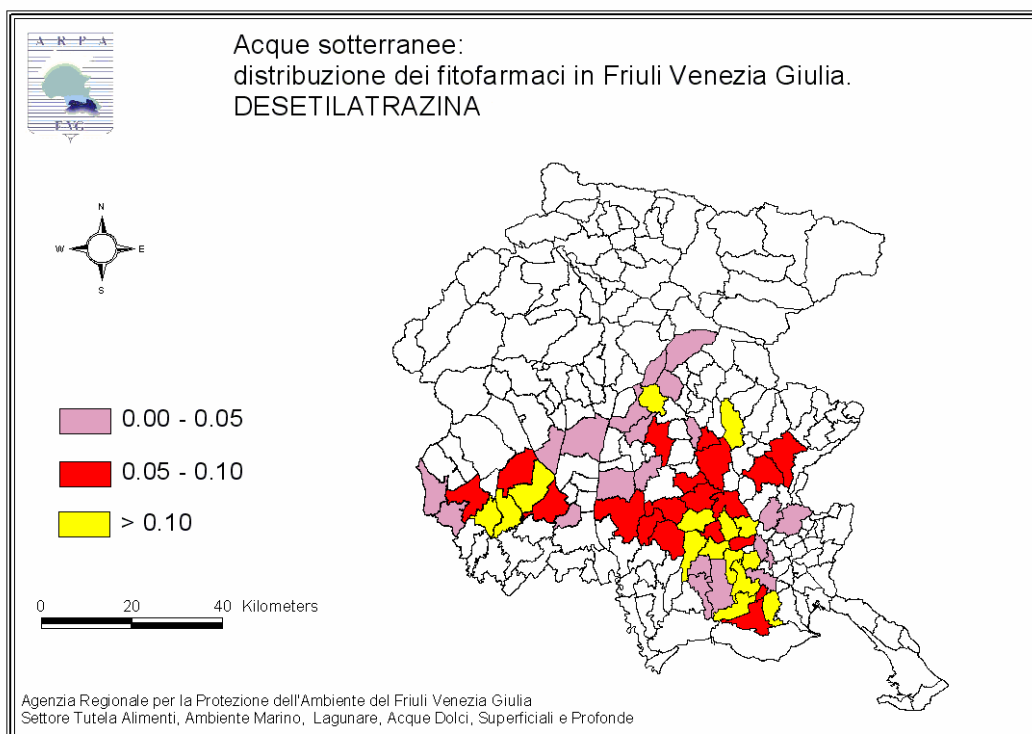 A R P A
F V G
Acque sotterranee:
distribuzione dei fitofarmaci in Friuli Venezia Giulia.
DESETILATRAZINA
N
W E
S
0.00 - 0.05
0.05 - 0.10
> 0.10
0 20 40 Kilometers
Agenzia Regionale per la Protezione dell'Ambiente del Friuli Venezia Giulia
Settore Tutela Alimenti, Ambiente Marino, Lagunare, Acque Dolci, Superficiali e Profonde